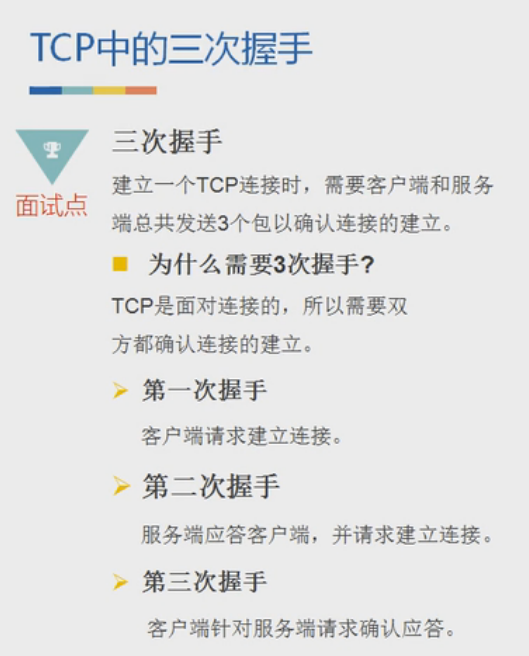 TCP中的三次握手
三次握手
面试点
建立一个TCP连接时，需要客户端和服务
端总共发送3个包以确认连接的建立。
为什么需要3次握手?
TCP是面对连接的，所以需要双
方都确认连接的建立。
第一次握手
客户端请求建立连接。
第二次握手
服务端应答客户端，并请求建立连接。
第三次握手
客户端针对服务端请求确认应答。